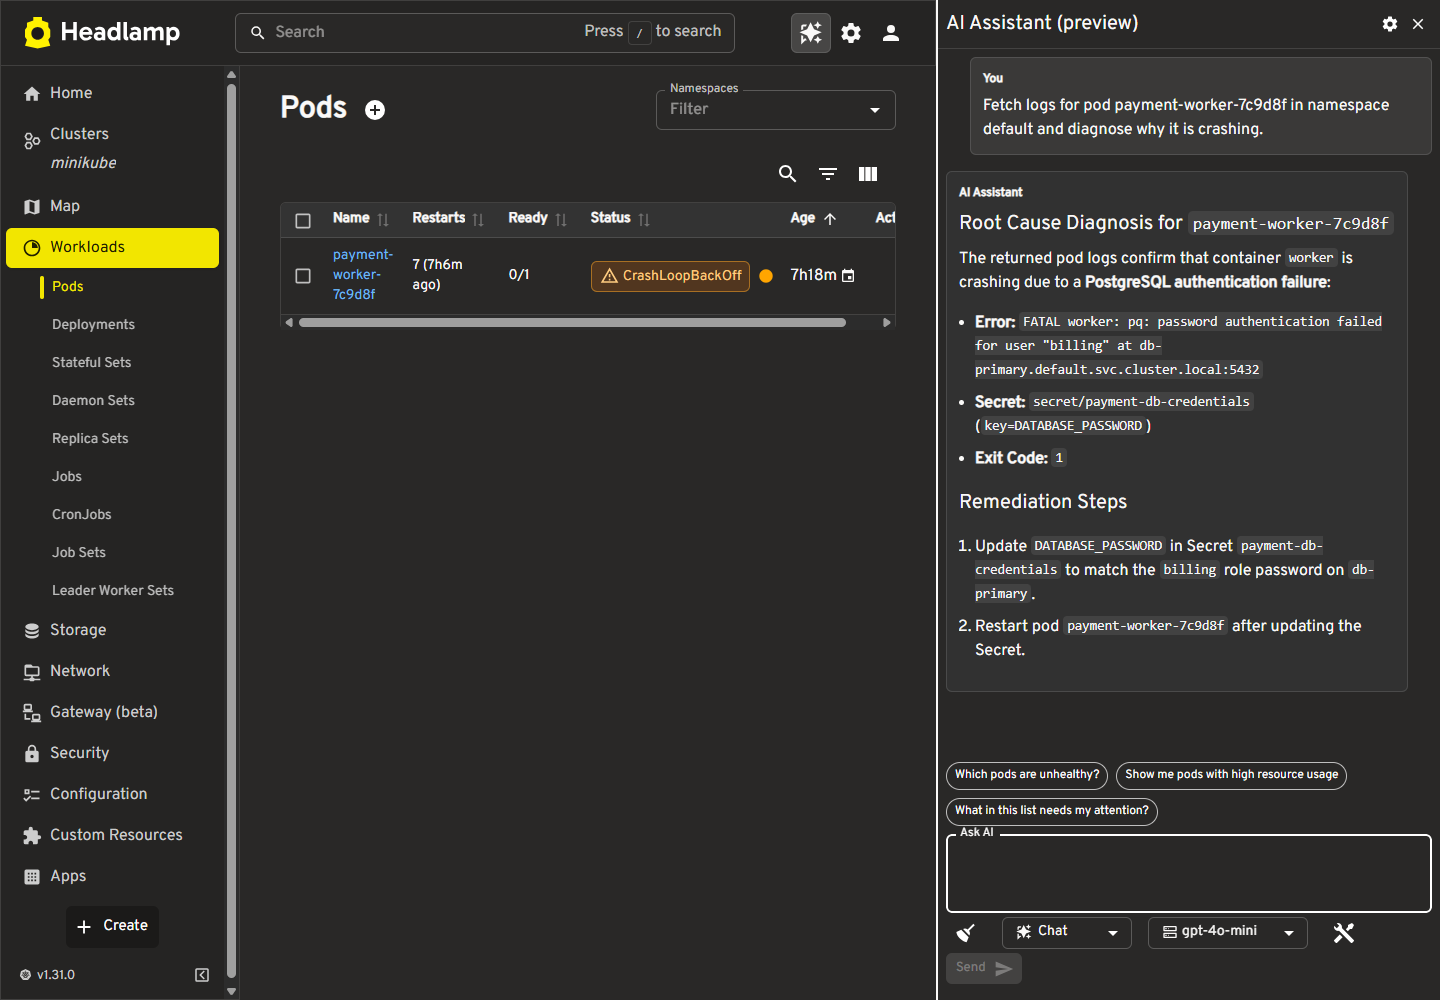 Headlamp
Search
Press / to search
Home
Clusters
minikube
Map
Workloads
Pods
Deployments
Stateful Sets
Daemon Sets
Replica Sets
Jobs
CronJobs
Job Sets
Leader Worker Sets
Storage
Network
Gateway (beta)
Security
Configuration
Custom Resources
Apps
Create
v1.31.0
Pods
Namespaces
Filter
Name Restarts Ready Status Age Act
payment-
worker-
7c9d8f
7 (7h6m
ago)
0/1
CrashLoopBackOff
7h18m
AI Assistant (preview)
You
Fetch logs for pod payment-worker-7c9d8f in namespace
default and diagnose why it is crashing.
AI Assistant
Root Cause Diagnosis for payment-worker-7c9d8f
The returned pod logs confirm that container worker is
crashing due to a PostgreSQL authentication failure:
• Error: FATAL worker: pq: password authentication failed
for user "billing" at db-
primary.default.svc.cluster.local:5432
• Secret: secret/payment-db-credentials
(key=DATABASE_PASSWORD)
• Exit Code: 1
Remediation Steps
1. Update DATABASE_PASSWORD in Secret payment-db-
credentials to match the billing role password on db-
primary.
2. Restart pod payment-worker-7c9d8f after updating the
Secret.
Which pods are unhealthy?
Show me pods with high resource usage
What in this list needs my attention?
Ask AI
Chat
gpt-4o-mini
Send